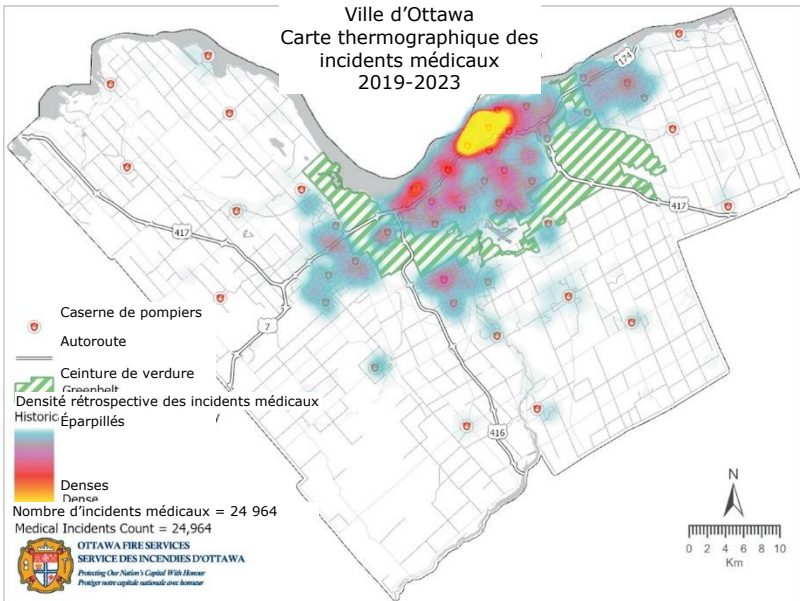 Ville d'Ottawa
Carte thermographique des
incidents médicaux
2019-2023
174
417
417
7
416
Caserne de pompiers
Autoroute
Ceinture de verdure
Greenbelt
Densité rétrospective des incidents médicaux
Historic
Éparpillés
Denses
Dense
Nombre d'incidents médicaux = 24 964
Medical Incidents Count = 24,964
OTTAWA FIRE SERVICES
SERVICE DES INCENDIES D'OTTAWA
Protecting Our Nation's Capital With Honour
Protéger notre capitale nationale avec honneur
N
0 2 4 6 8 10
Km